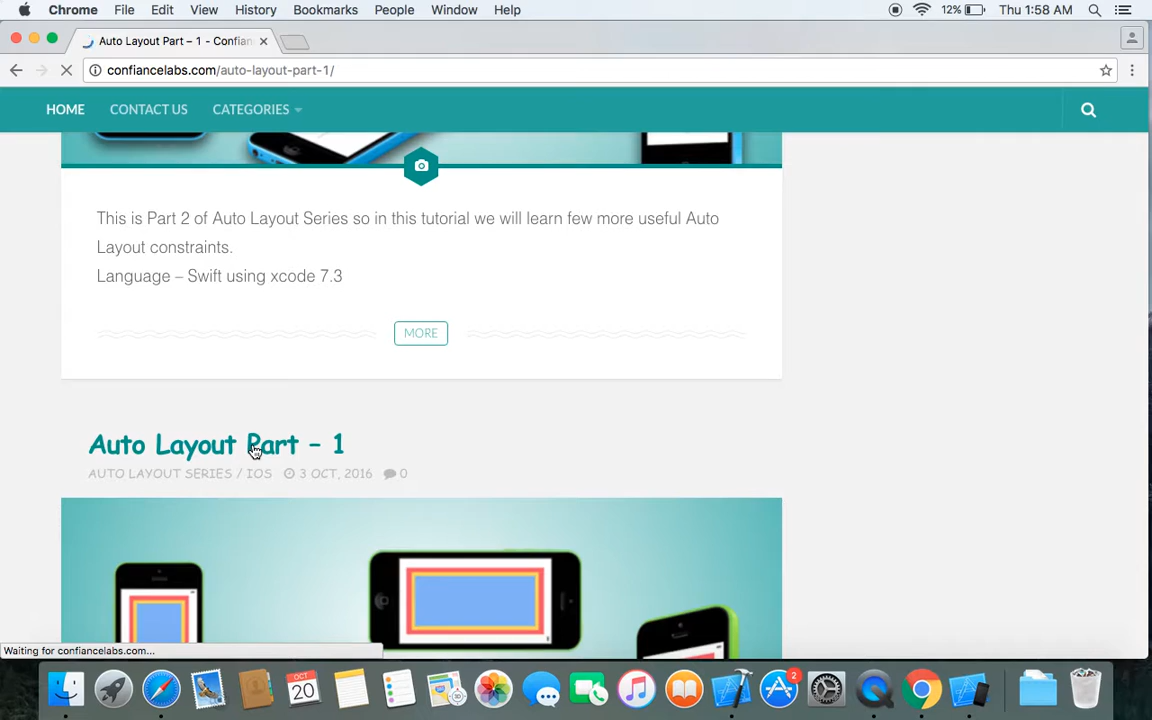 Chrome File Edit View History Bookmarks People Window Help 12% Thu 1:58 AM
Auto Layout Part – 1 - Confian
confiancelabs.com/auto-layout-part-1/
HOME CONTACT US CATEGORIES
This is Part 2 of Auto Layout Series so in this tutorial we will learn few more useful Auto
Layout constraints.
Language – Swift using xcode 7.3
MORE
Auto Layout Part – 1
AUTO LAYOUT SERIES / IOS 3 OCT, 2016 0
Waiting for confiancelabs.com...
OCT
20
2